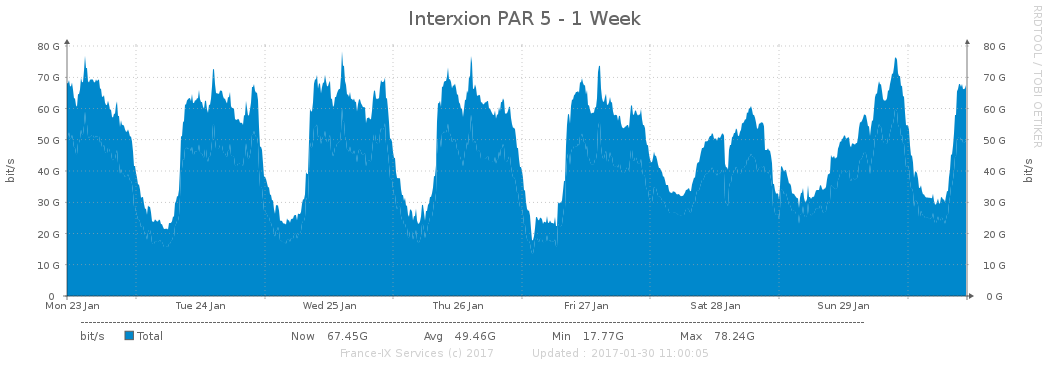 Interxion PAR 5 - 1 Week
RRDTOOL / TOBI OETIKER
bit/s
80 G
70 G
60 G
50 G
40 G
30 G
20 G
10 G
0
80 G
70 G
60 G
50 G
40 G
30 G
20 G
10 G
0 G
bit/s
Mon 23 Jan Tue 24 Jan Wed 25 Jan Thu 26 Jan Fri 27 Jan Sat 28 Jan Sun 29 Jan
bit/s Total Now 67.45G Avg 49.46G Min 17.77G Max 78.24G
France-IX Services (c) 2017 Updated : 2017-01-30 11:00:05